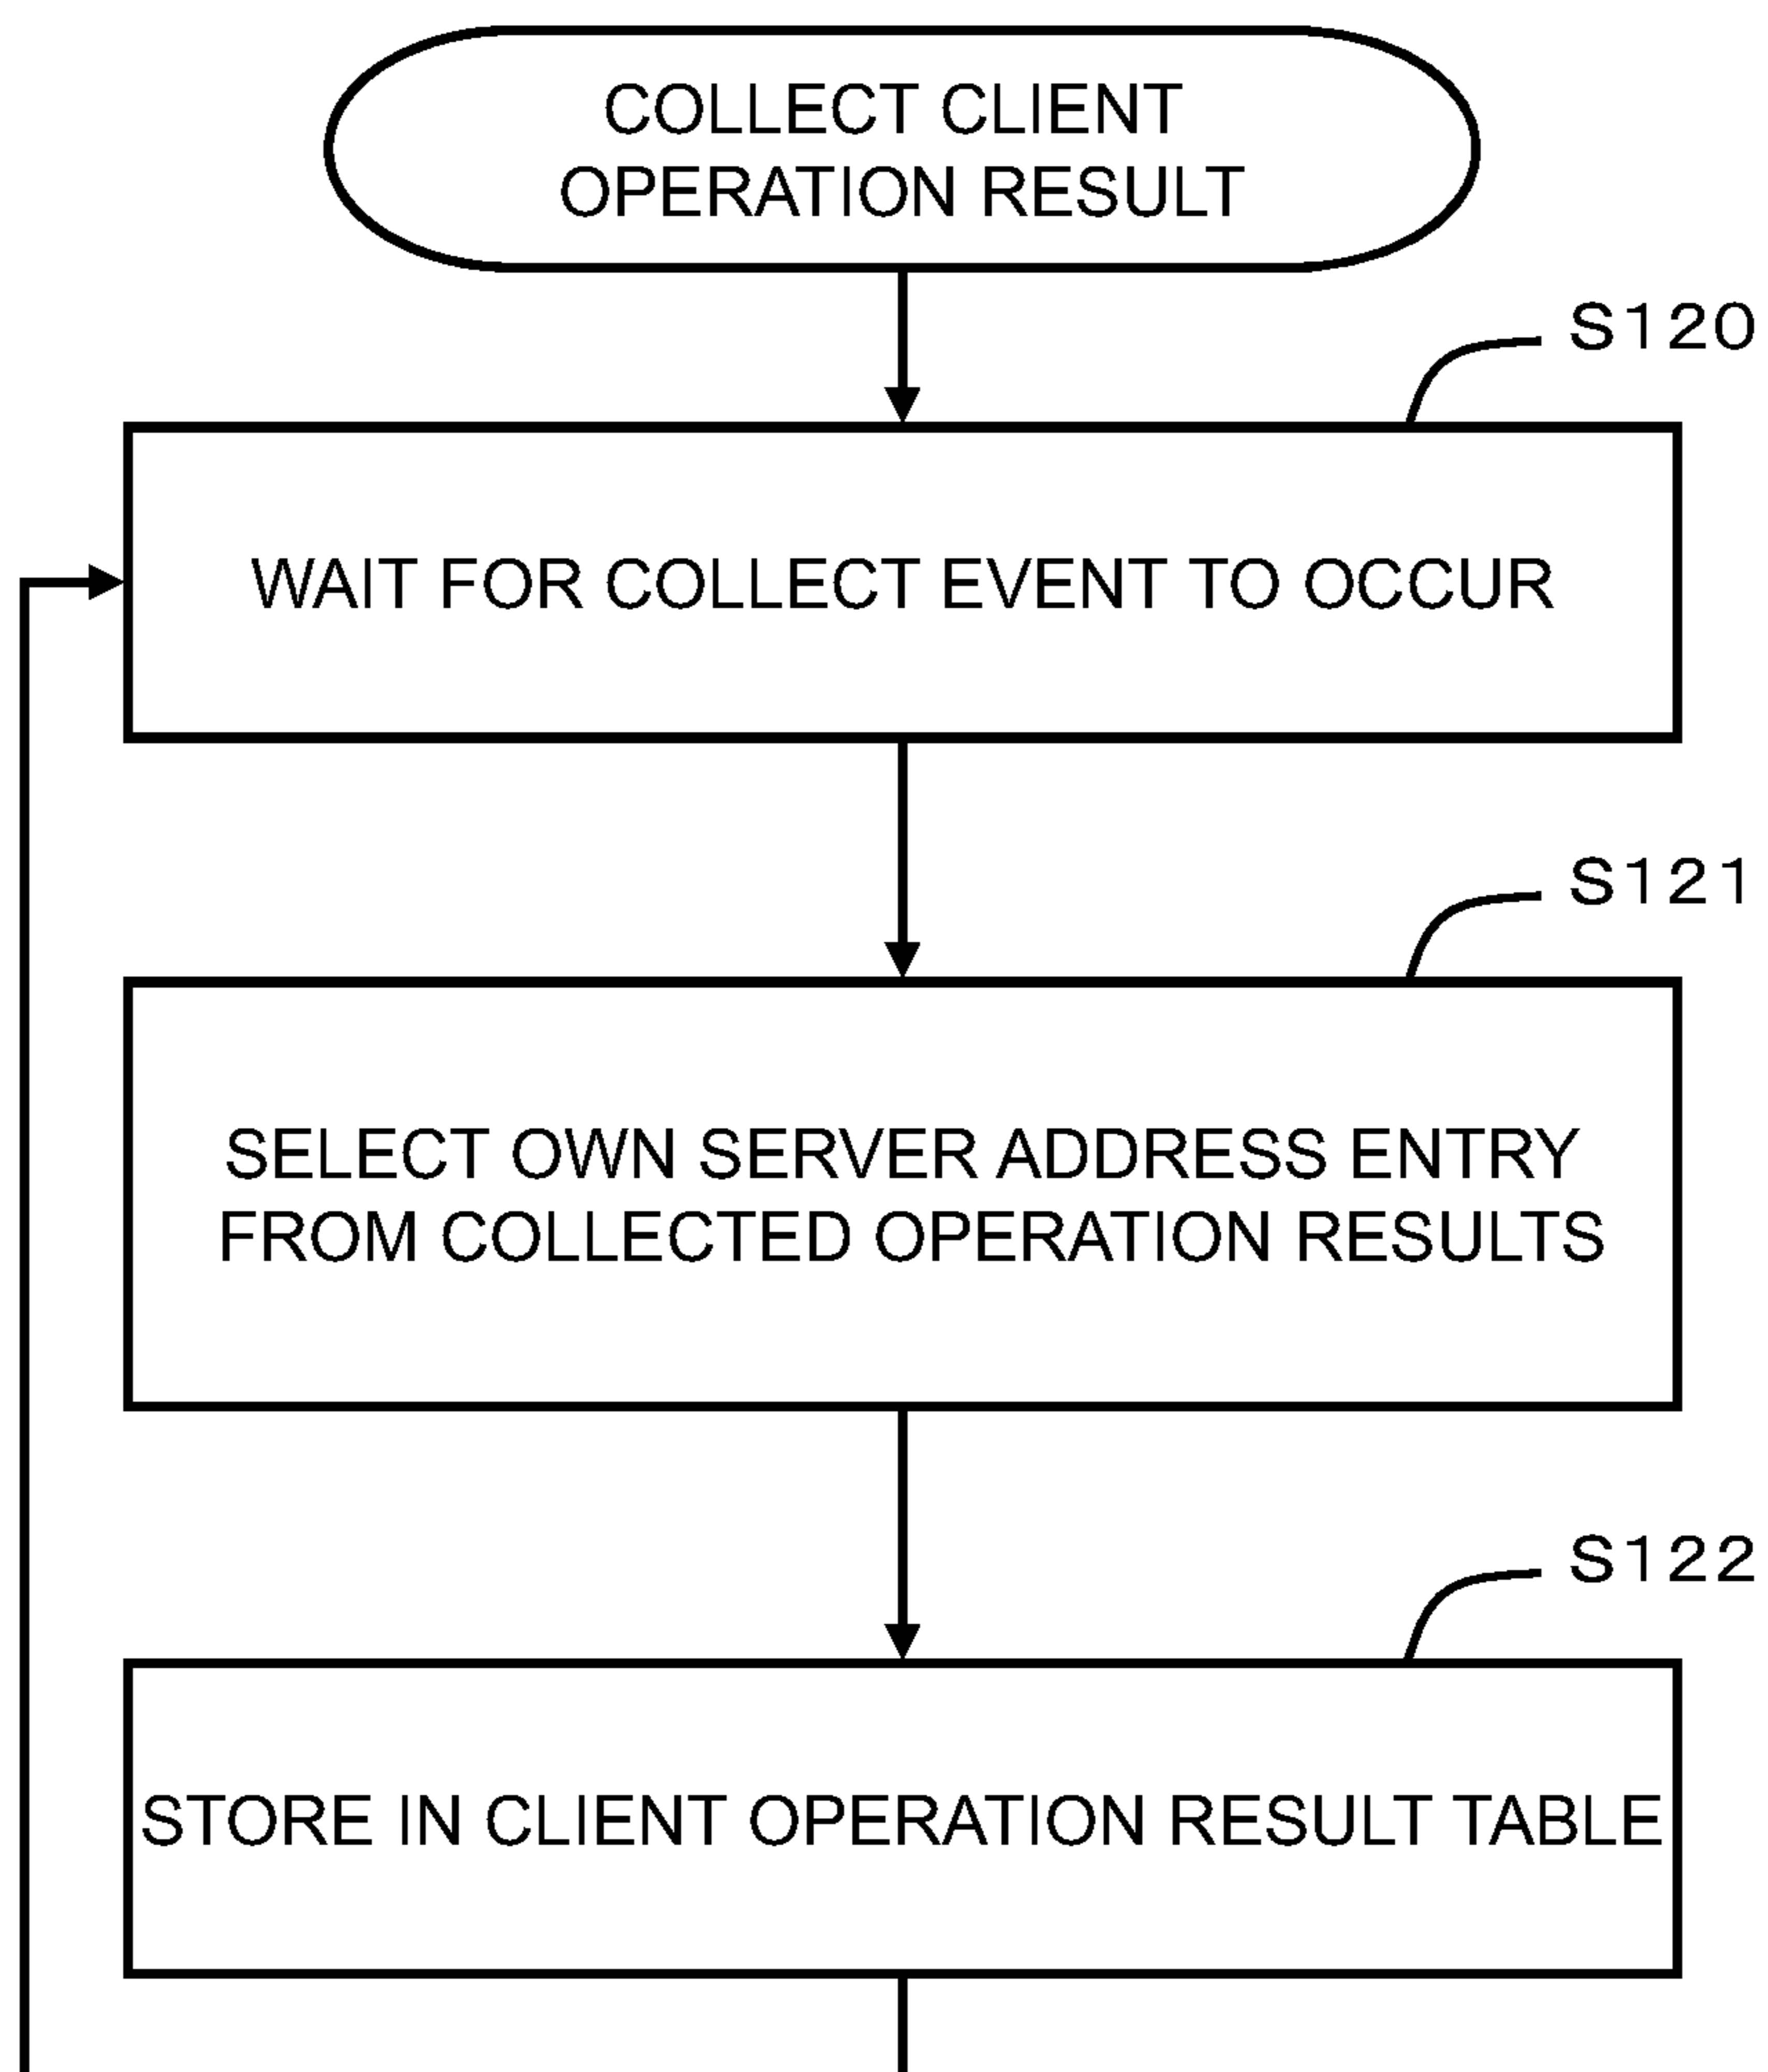 COLLECT CLIENT
OPERATION RESULT
S120
WAIT FOR COLLECT EVENT TO OCCUR
S121
SELECT OWN SERVER ADDRESS ENTRY
FROM COLLECTED OPERATION RESULTS
S122
STORE IN CLIENT OPERATION RESULT TABLE